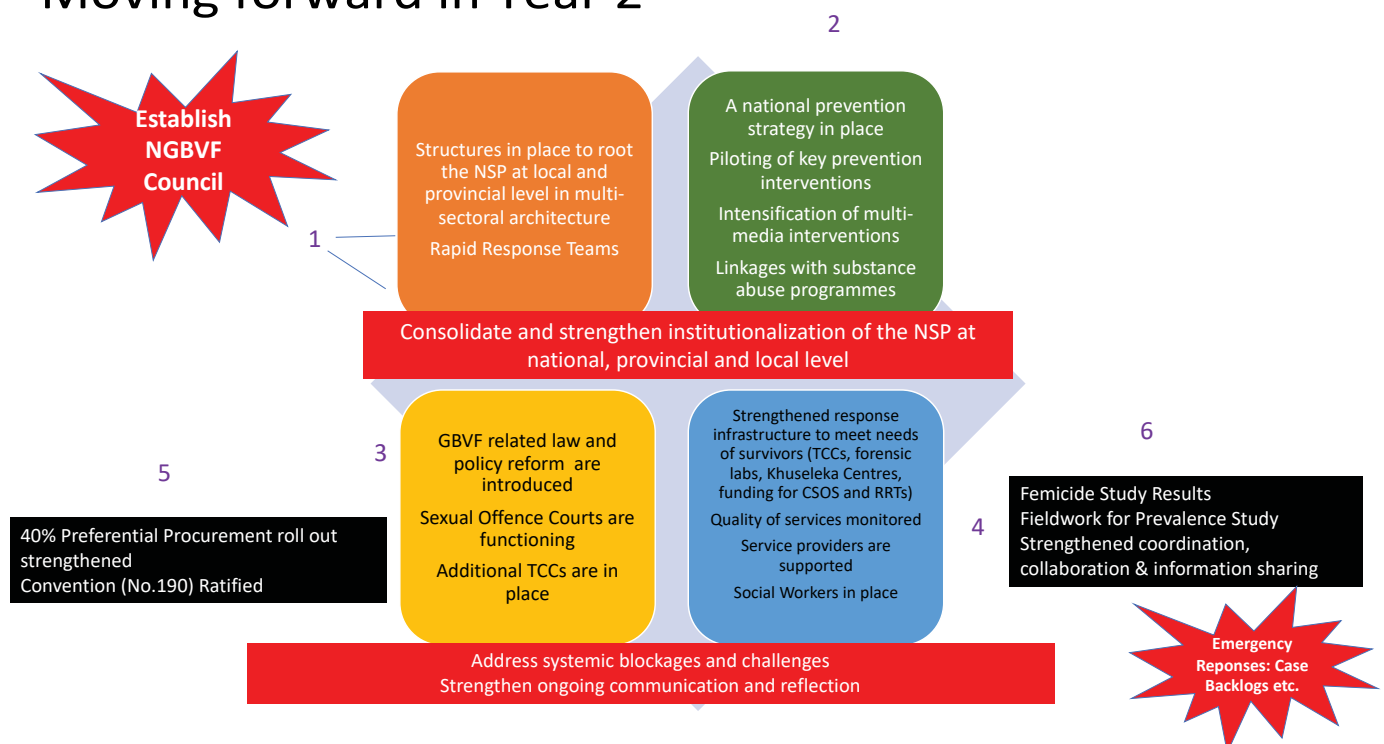 Moving forward in Year 2
2
Establish
NGBVF
Council
1
Structures in place to root
the NSP at local and
provincial level in multi-
sectoral architecture
Rapid Response Teams
A national prevention
strategy in place
Piloting of key prevention
interventions
Intensification of multi-
media interventions
Linkages with substance
abuse programmes
Consolidate and strengthen institutionalization of the NSP at
national, provincial and local level
3
GBVF related law and
policy reform are
introduced
Sexual Offence Courts are
functioning
Additional TCCs are in
place
Strengthened response
infrastructure to meet needs
of survivors (TCCs, forensic
labs, Khuseleka Centres,
funding for CSOS and RRTs)
Quality of services monitored
Service providers are
supported
Social Workers in place
4
5
40% Preferential Procurement roll out
strengthened
Convention (No.190) Ratified
6
Femicide Study Results
Fieldwork for Prevalence Study
Strengthened coordination,
collaboration & information sharing
Emergency
Reponses: Case
Backlogs etc.
Address systemic blockages and challenges
Strengthen ongoing communication and reflection